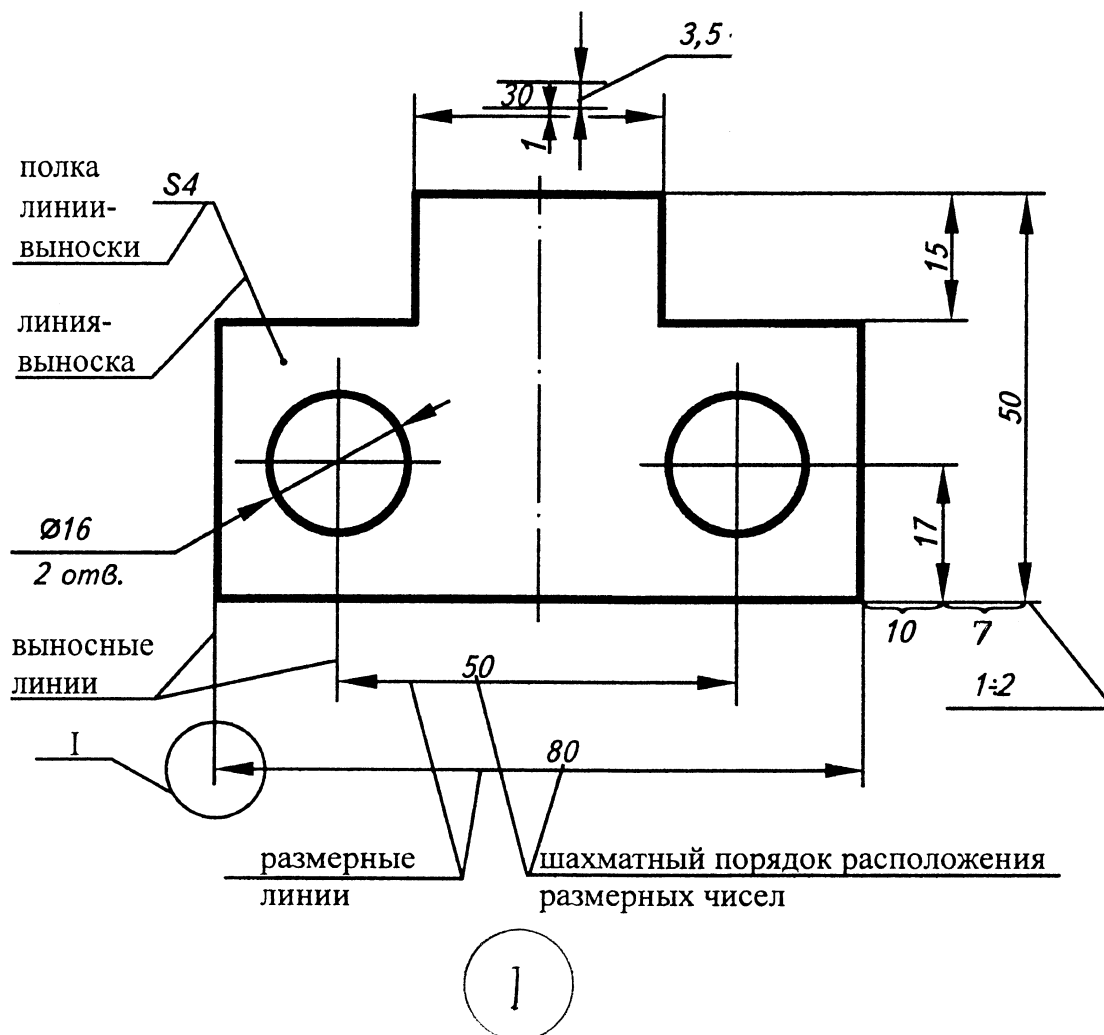 3,5
30
1
полка
линии-
выноски
S4
линия-
выноска
15
50
17
Ø16
2 отв.
10
7
1÷2
выносные
линии
50
I
80
размерные
линии
шахматный порядок расположения
размерных чисел
I